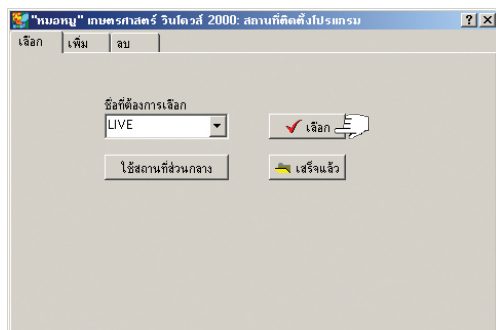 "หมอหมู" เกษตรศาสตร์ วินโดวส์ 2000: สถานที่ติดตั้งโปรแกรม
เลือก เพิ่ม ลบ
ชื่อที่ต้องการเลือก
LIVE เลือก
ใช้สถานที่ส่วนกลาง เสร็จแล้ว